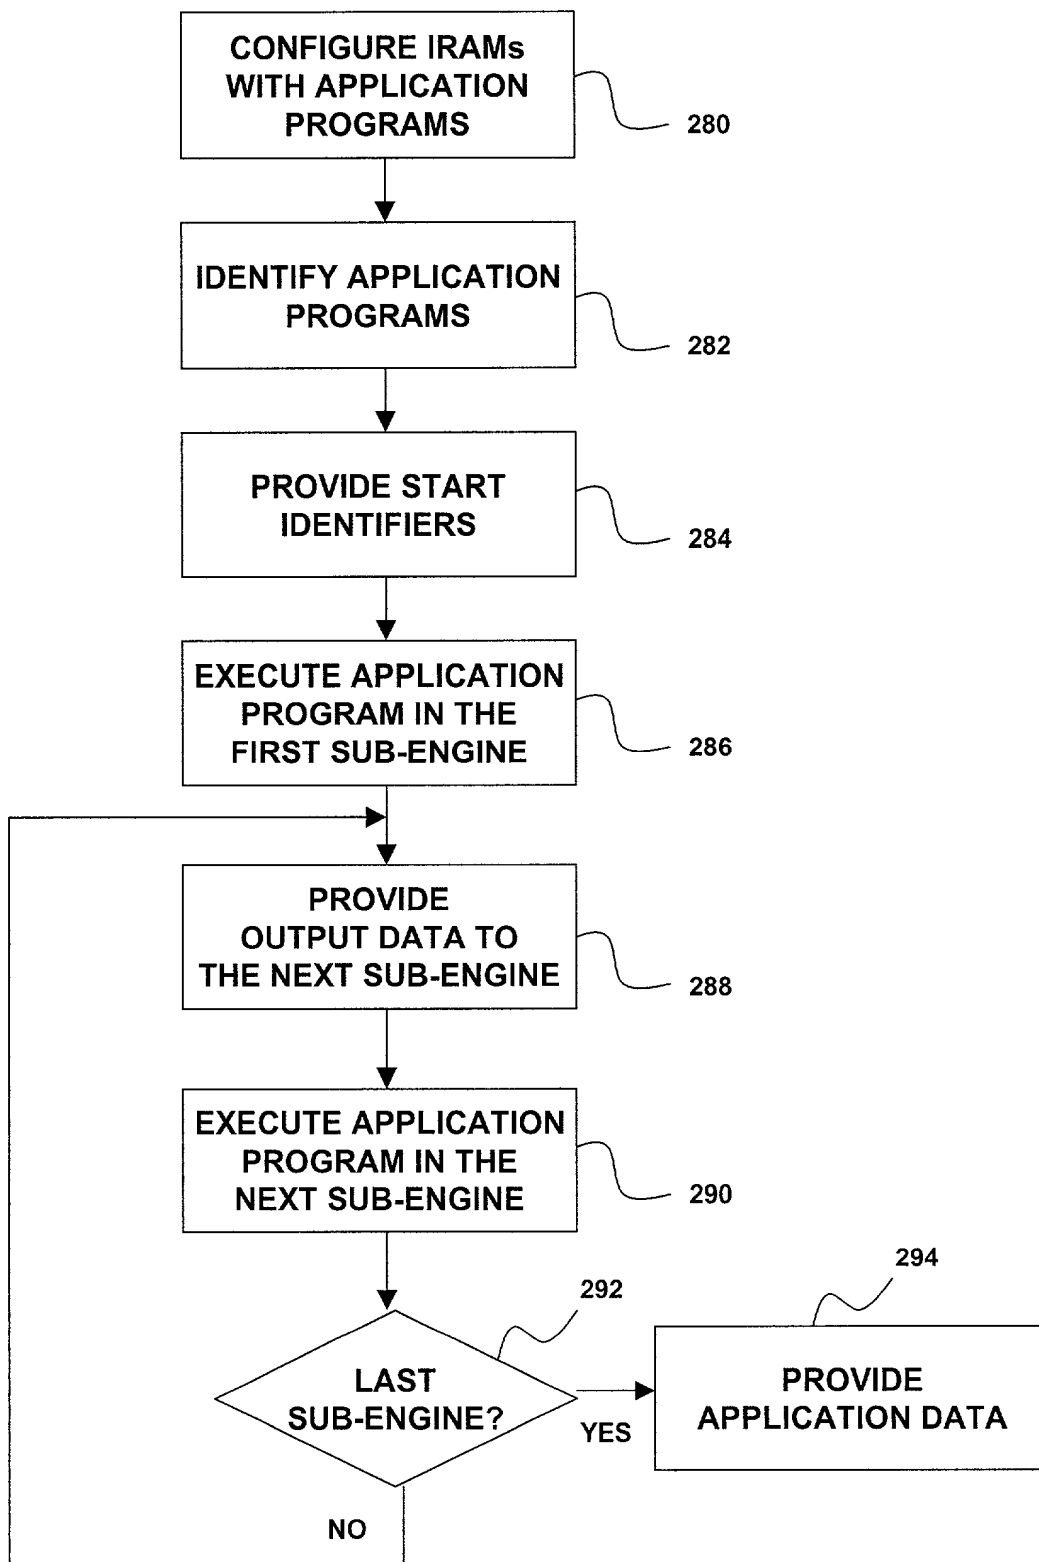 CONFIGURE IRAMs
WITH APPLICATION
PROGRAMS
280
IDENTIFY APPLICATION
PROGRAMS
282
PROVIDE START
IDENTIFIERS
284
EXECUTE APPLICATION
PROGRAM IN THE
FIRST SUB-ENGINE
286
PROVIDE
OUTPUT DATA TO
THE NEXT SUB-ENGINE
288
EXECUTE APPLICATION
PROGRAM IN THE
NEXT SUB-ENGINE
290
292
LAST
SUB-ENGINE?
YES
NO
294
PROVIDE
APPLICATION DATA